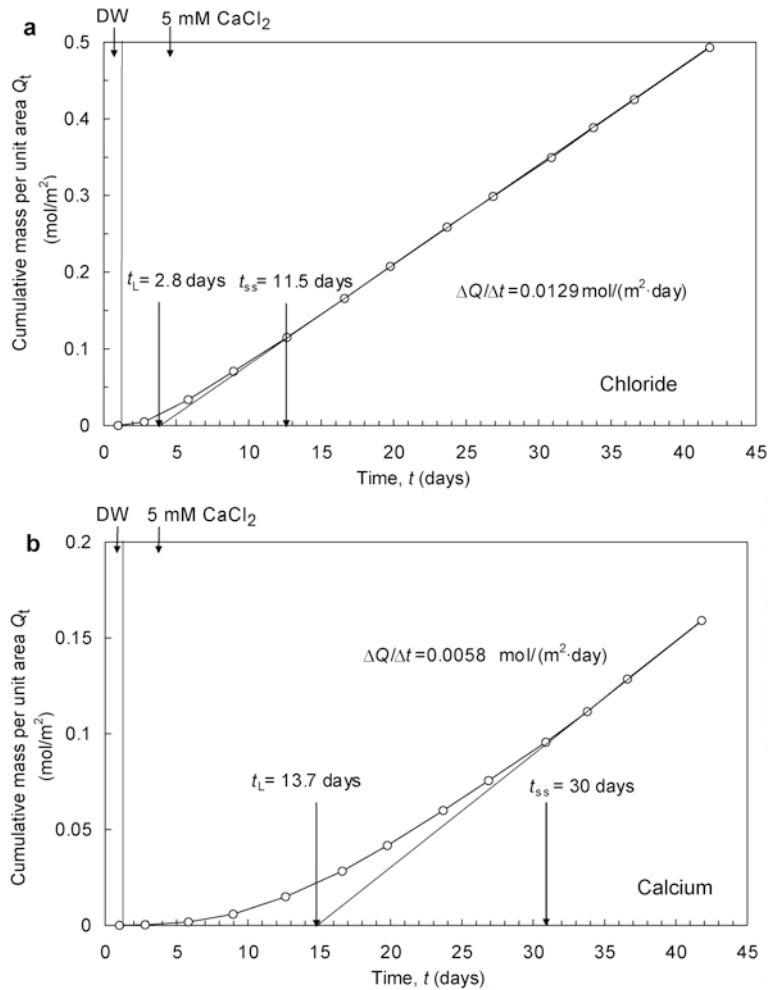 DW 5 mM CaCl₂
a
0.5
0.4
0.3
0.2
0.1
0
Cumulative mass per unit area Qₜ
(mol/m²)
t_L= 2.8 days t_ss= 11.5 days
ΔQ/Δt=0.0129 mol/(m²·day)
Chloride
0 5 10 15 20 25 30 35 40 45
Time, t (days)
DW 5 mM CaCl₂
b
0.2
0.15
0.1
0.05
0
Cumulative mass per unit area Qₜ
(mol/m²)
ΔQ/Δt=0.0058 mol/(m²·day)
t_L= 13.7 days
t_ss= 30 days
Calcium
0 5 10 15 20 25 30 35 40 45
Time, t (days)